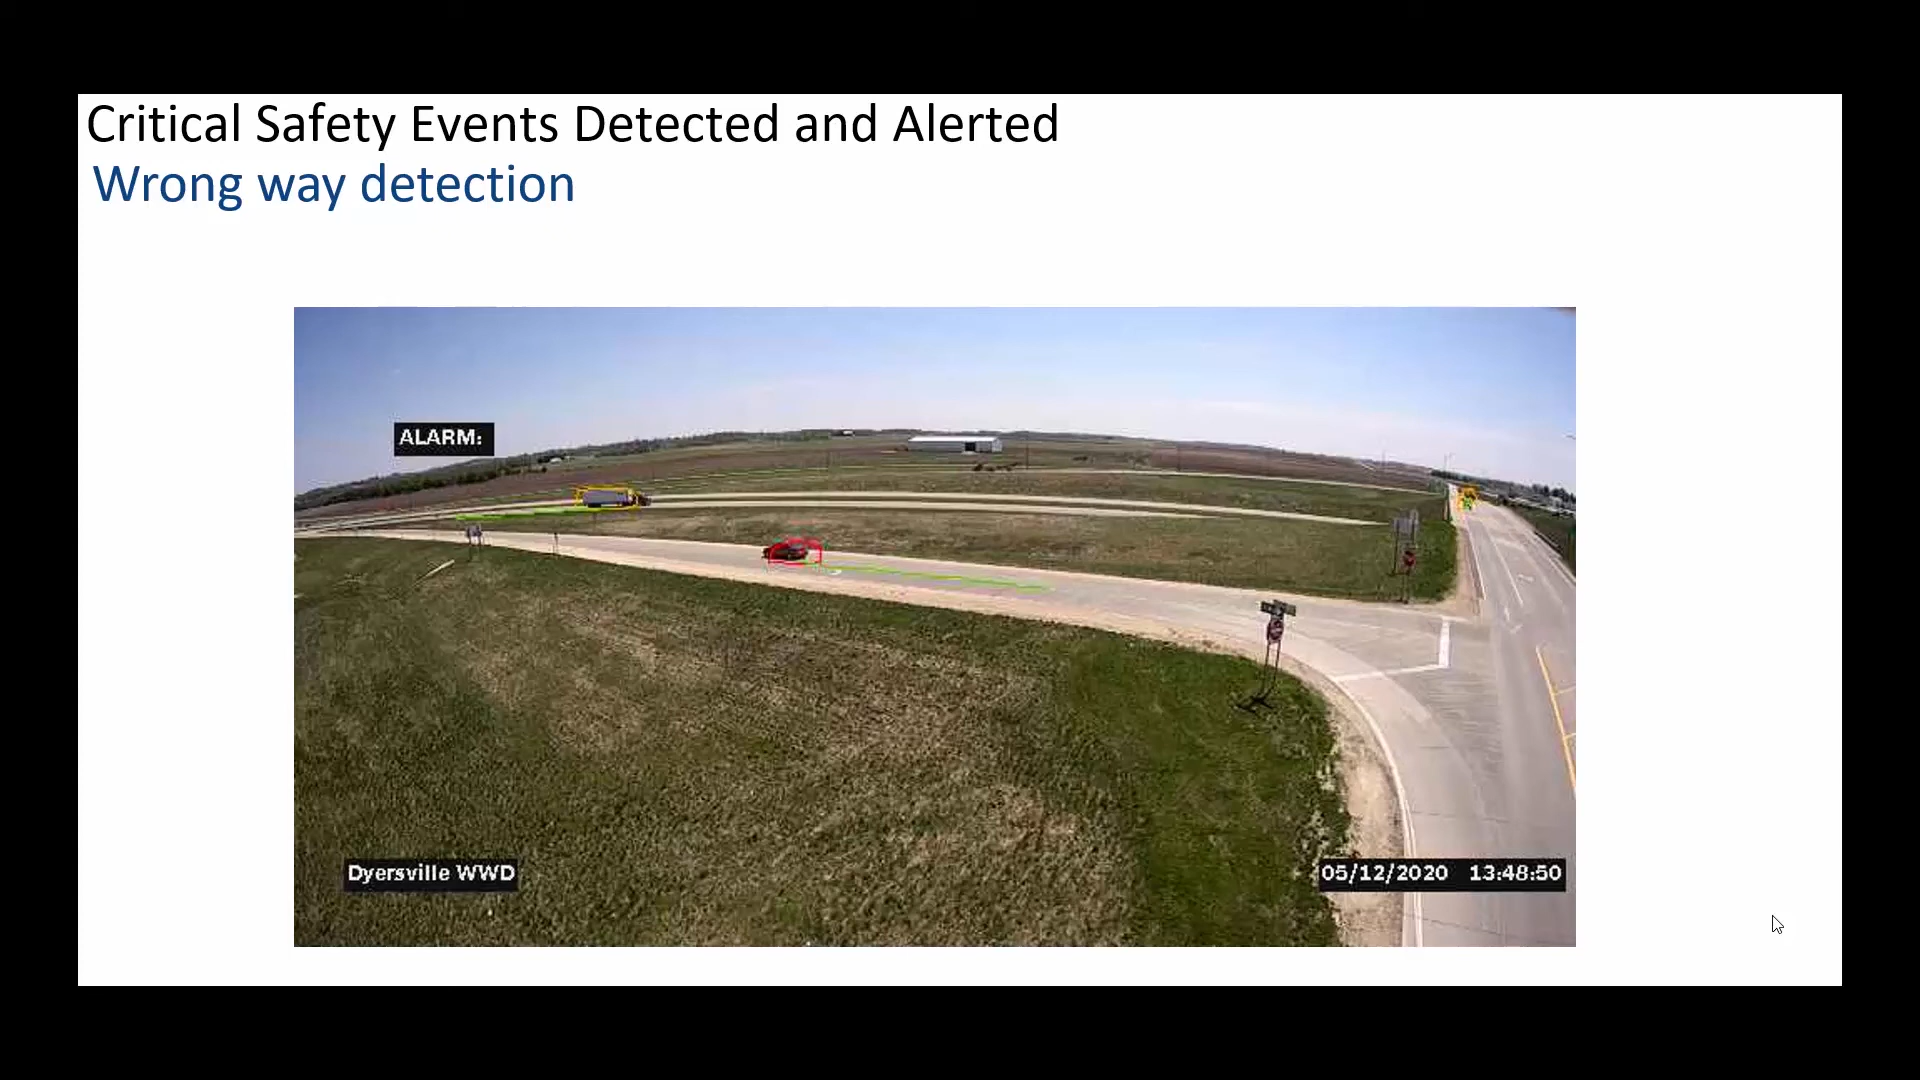 Critical Safety Events Detected and Alerted
Wrong way detection
ALARM:
Dyersville WWD
05/12/2020 13:48:50